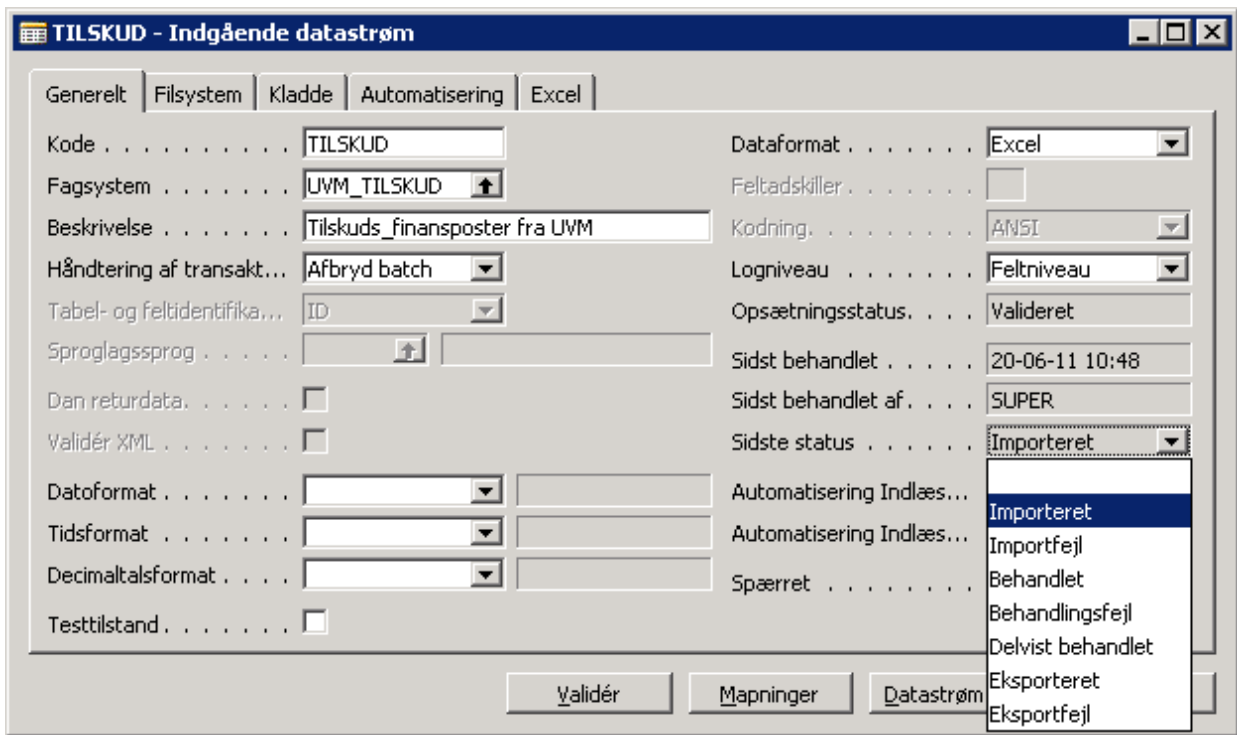 TILSKUD - Indgående datastrøm
Generelt Filsystem Kladde Automatisering Excel
Kode . . . . . . . . . . TILSKUD
Fagsystem . . . . . . . UVM_TILSKUD
Beskrivelse . . . . . . . Tilskuds_finansposter fra UVM
Håndtering af transakt... Afbryd batch
Tabel- og feltidentifika... ID
Sproglagssprog . . . . .
Dan returdata. . . . . .
Validér XML . . . . . . .
Datoformat . . . . . . .
Tidsformat . . . . . . .
Decimaltalsformat . . . .
Testtilstand . . . . . . .
Dataformat . . . . . . . Excel
Feltadskiller . . . . . .
Kodning. . . . . . . . . ANSI
Logniveau . . . . . . . Feltniveau
Opsætningsstatus. . . . Valideret
Sidst behandlet . . . . . 20-06-11 10:48
Sidst behandlet af. . . . SUPER
Sidste status . . . . . . Importeret
Automatisering Indlæs...
Automatisering Indlæs...
Spærret . . . . . . . .
Importeret
Importfejl
Behandlet
Behandlingsfejl
Delvist behandlet
Eksporteret
Eksportfejl
Validér Mapninger Datastrøm